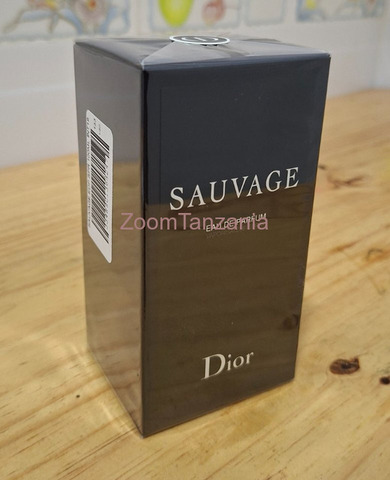 SAUVAGE
ZoomTanzania
EAU DE PARFUM
Dior